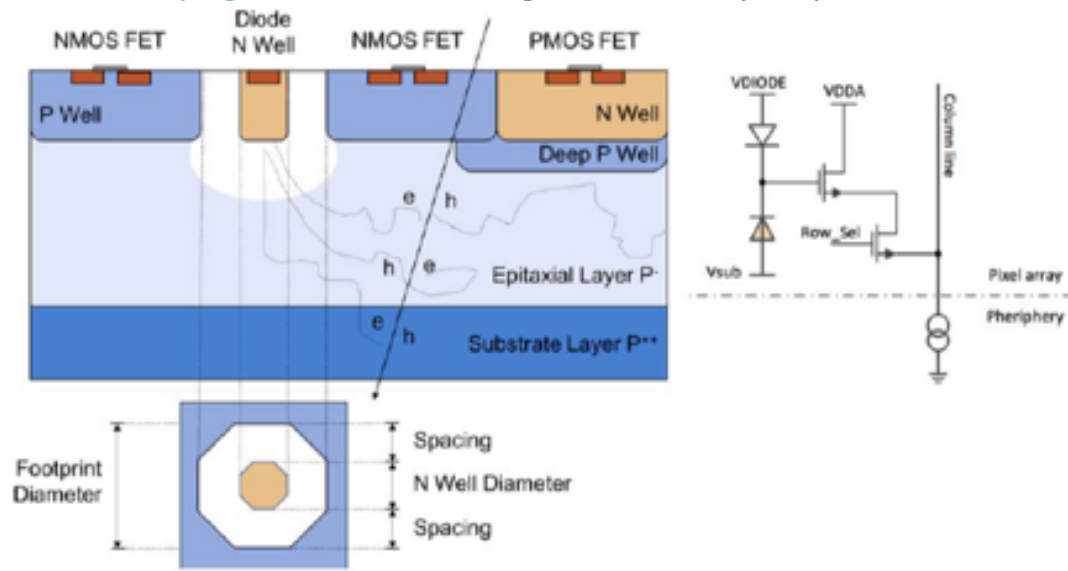 Diode
N Well
NMOS FET
NMOS FET
PMOS FET
P Well
N Well
Deep P Well
e
h
h
e
Epitaxial Layer P-
e
h
Substrate Layer P++
Footprint
Diameter
Spacing
N Well Diameter
Spacing
VDIODE
VDDA
Column line
Row_Sel
Vsub
Pixel array
Pheriphery